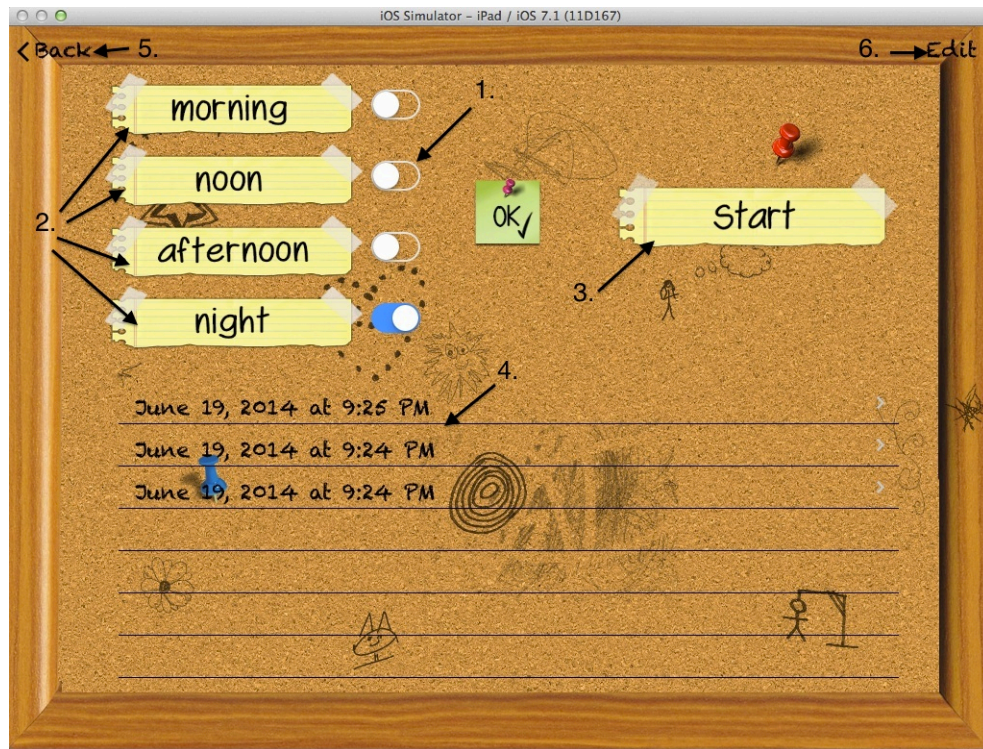 iOS Simulator – iPad / iOS 7.1 (11D167)
Back 5. 6. Edit
morning 1.
noon
2. OK Start
afternoon
3.
night
4.
June 19, 2014 at 9:25 PM
June 19, 2014 at 9:24 PM
June 19, 2014 at 9:24 PM